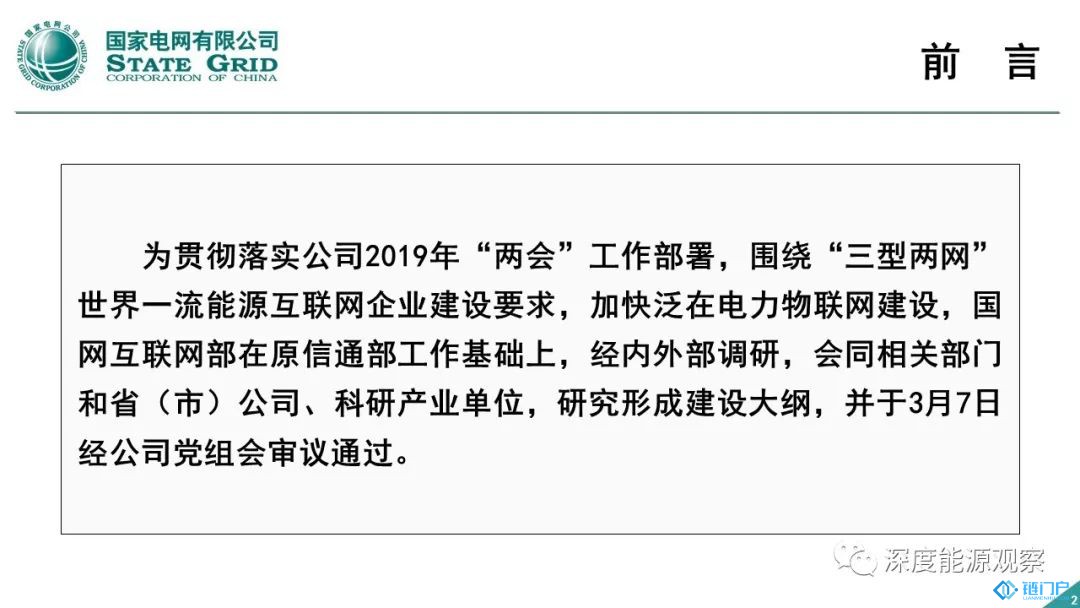 国家电网公司
STATE GRID CORPORATION OF CHINA
国家电网有限公司
STATE GRID
CORPORATION OF CHINA
前 言
为贯彻落实公司2019年“两会”工作部署，围绕“三型两网”
世界一流能源互联网企业建设要求，加快泛在电力物联网建设，国
网互联网部在原信通部工作基础上，经内外部调研，会同相关部门
和省（市）公司、科研产业单位，研究形成建设大纲，并于3月7日
经公司党组会审议通过。
深度能源观察
链门户
2